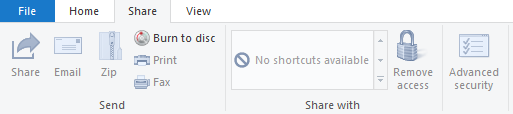 File Home Share View
Share Email Zip Burn to disc
Print
Fax
No shortcuts available
Remove
access
Advanced
security
Send Share with